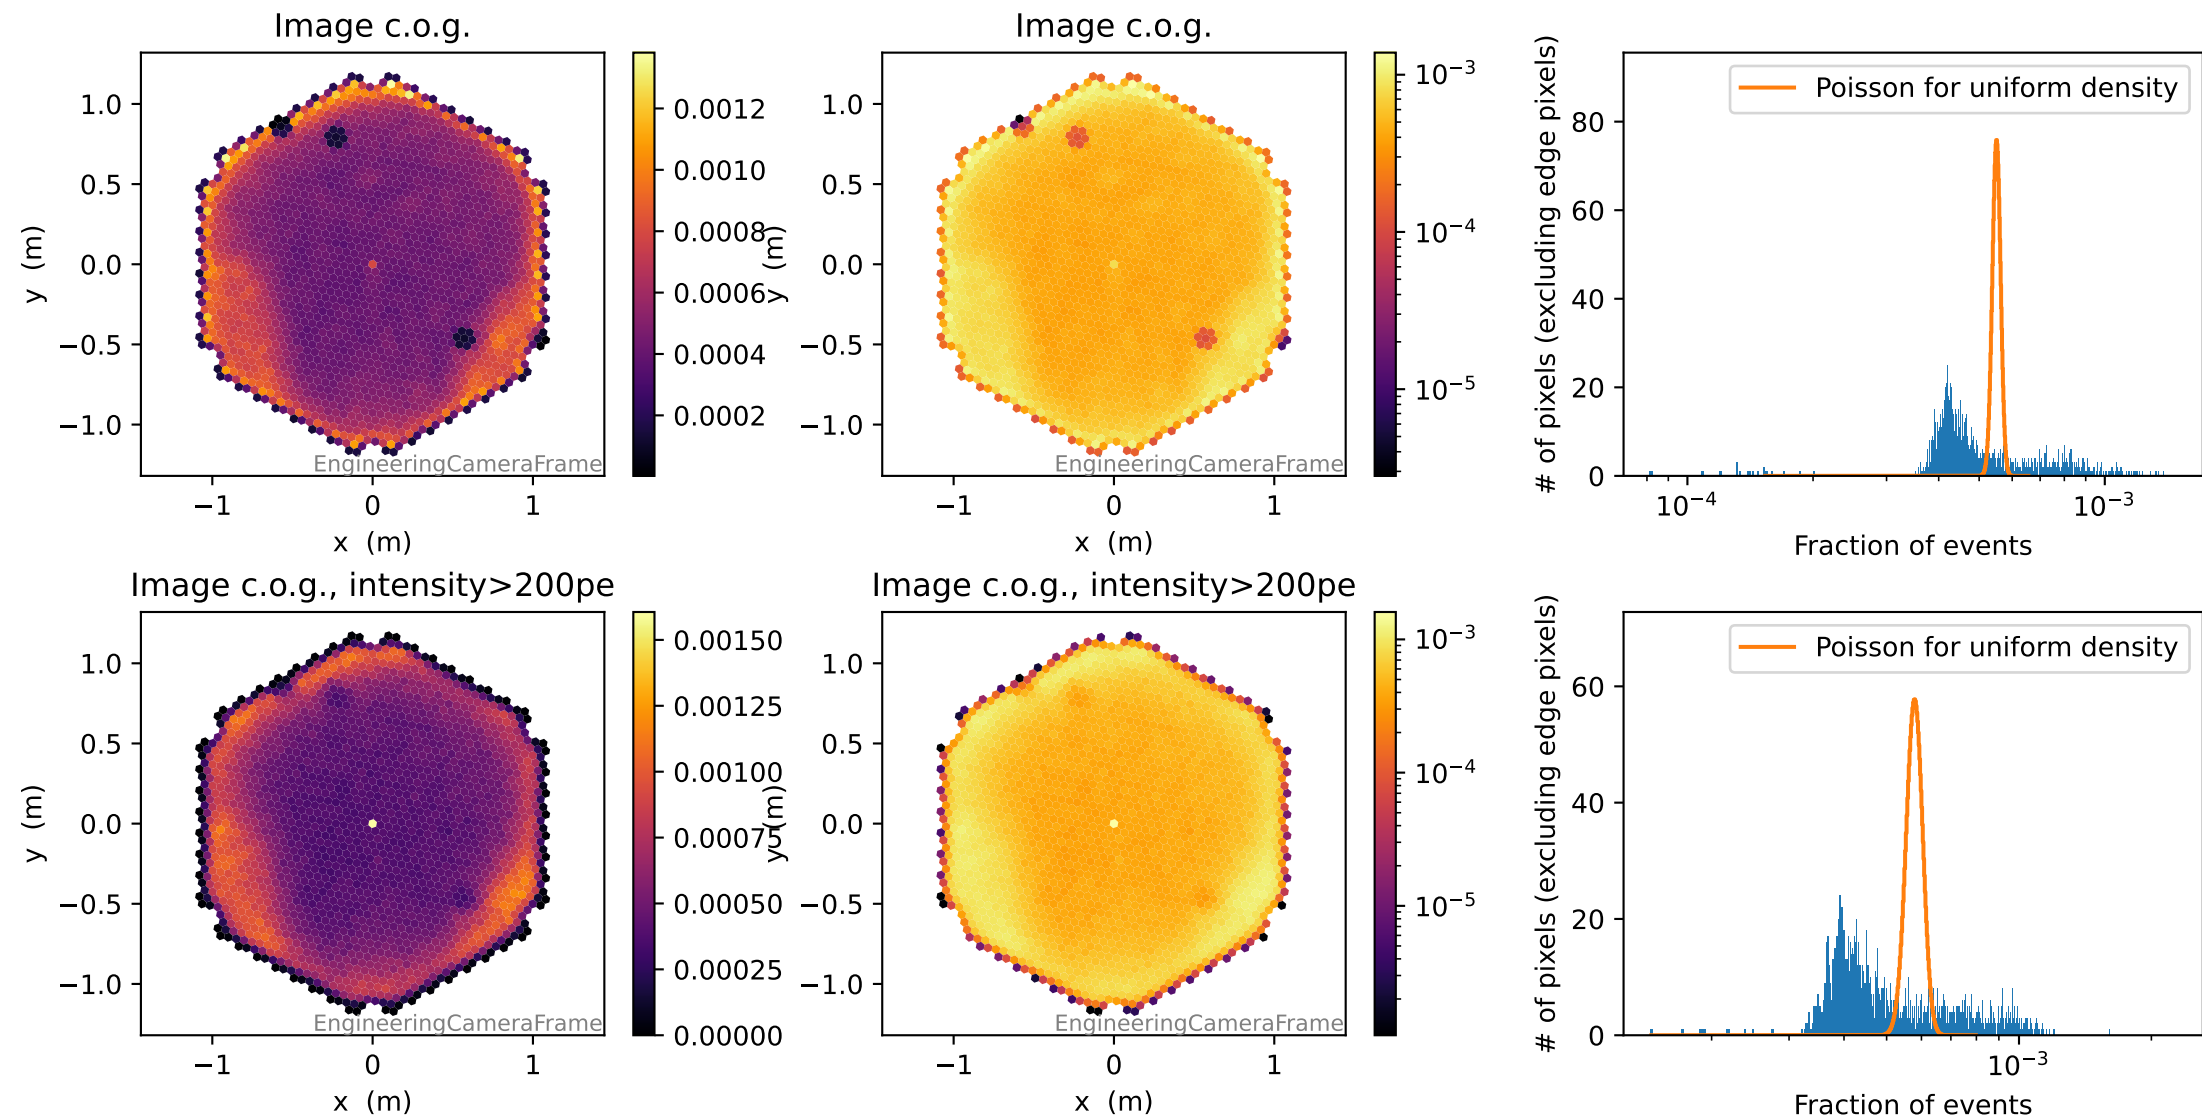 Image c.o.g.
1.0
0.5
0.0
−0.5
−1.0
y (m)
−1
0
1
x (m)
EngineeringCameraFrame
0.0012
0.0010
0.0008
0.0006
0.0004
0.0002
Image c.o.g.
1.0
0.5
0.0
−0.5
−1.0
y (m)
−1
0
1
x (m)
EngineeringCameraFrame
10⁻³
10⁻⁴
10⁻⁵
Poisson for uniform density
# of pixels (excluding edge pixels)
80
60
40
20
0
10⁻⁴
10⁻³
Fraction of events
Image c.o.g., intensity>200pe
1.0
0.5
0.0
−0.5
−1.0
y (m)
−1
0
1
x (m)
EngineeringCameraFrame
0.00150
0.00125
0.00100
0.00075
0.00050
0.00025
0.00000
Image c.o.g., intensity>200pe
1.0
0.5
0.0
−0.5
−1.0
y (m)
−1
0
1
x (m)
EngineeringCameraFrame
10⁻³
10⁻⁴
10⁻⁵
Poisson for uniform density
# of pixels (excluding edge pixels)
60
40
20
0
10⁻³
Fraction of events